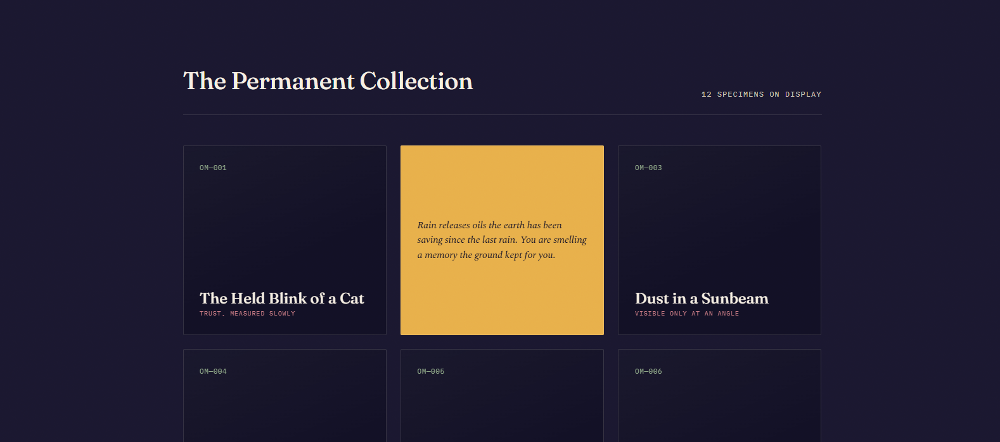 The Permanent Collection
12 SPECIMENS ON DISPLAY
OM—001
Rain releases oils the earth has been
saving since the last rain. You are smelling
a memory the ground kept for you.
OM—003
The Held Blink of a Cat
TRUST, MEASURED SLOWLY
Dust in a Sunbeam
VISIBLE ONLY AT AN ANGLE
OM—004
OM—005
OM—006